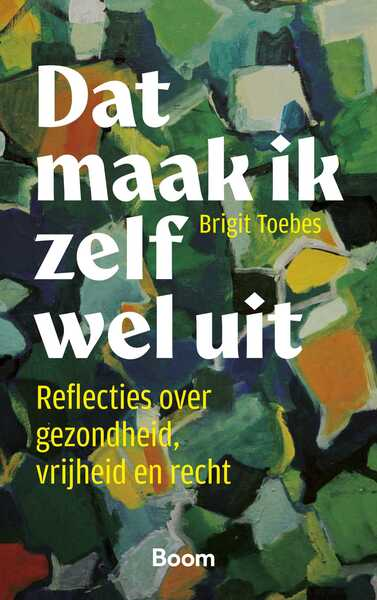 Dat
maak ik
zelf
Brigit Toebes
wel uit
Reflecties over
gezondheid,
vrijheid en recht
Boom